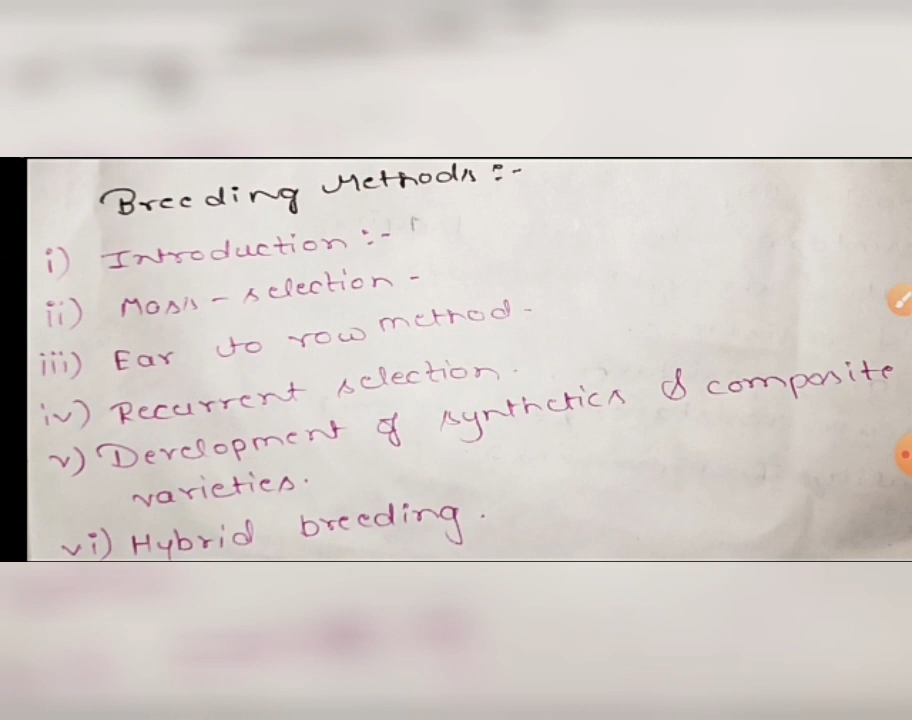 Breeding Methods :-
i) Introduction :-
ii) Mass - selection -
iii) Ear to row method -
iv) Recurrent selection.
v) Development of synthetics & composite
varieties.
vi) Hybrid breeding.